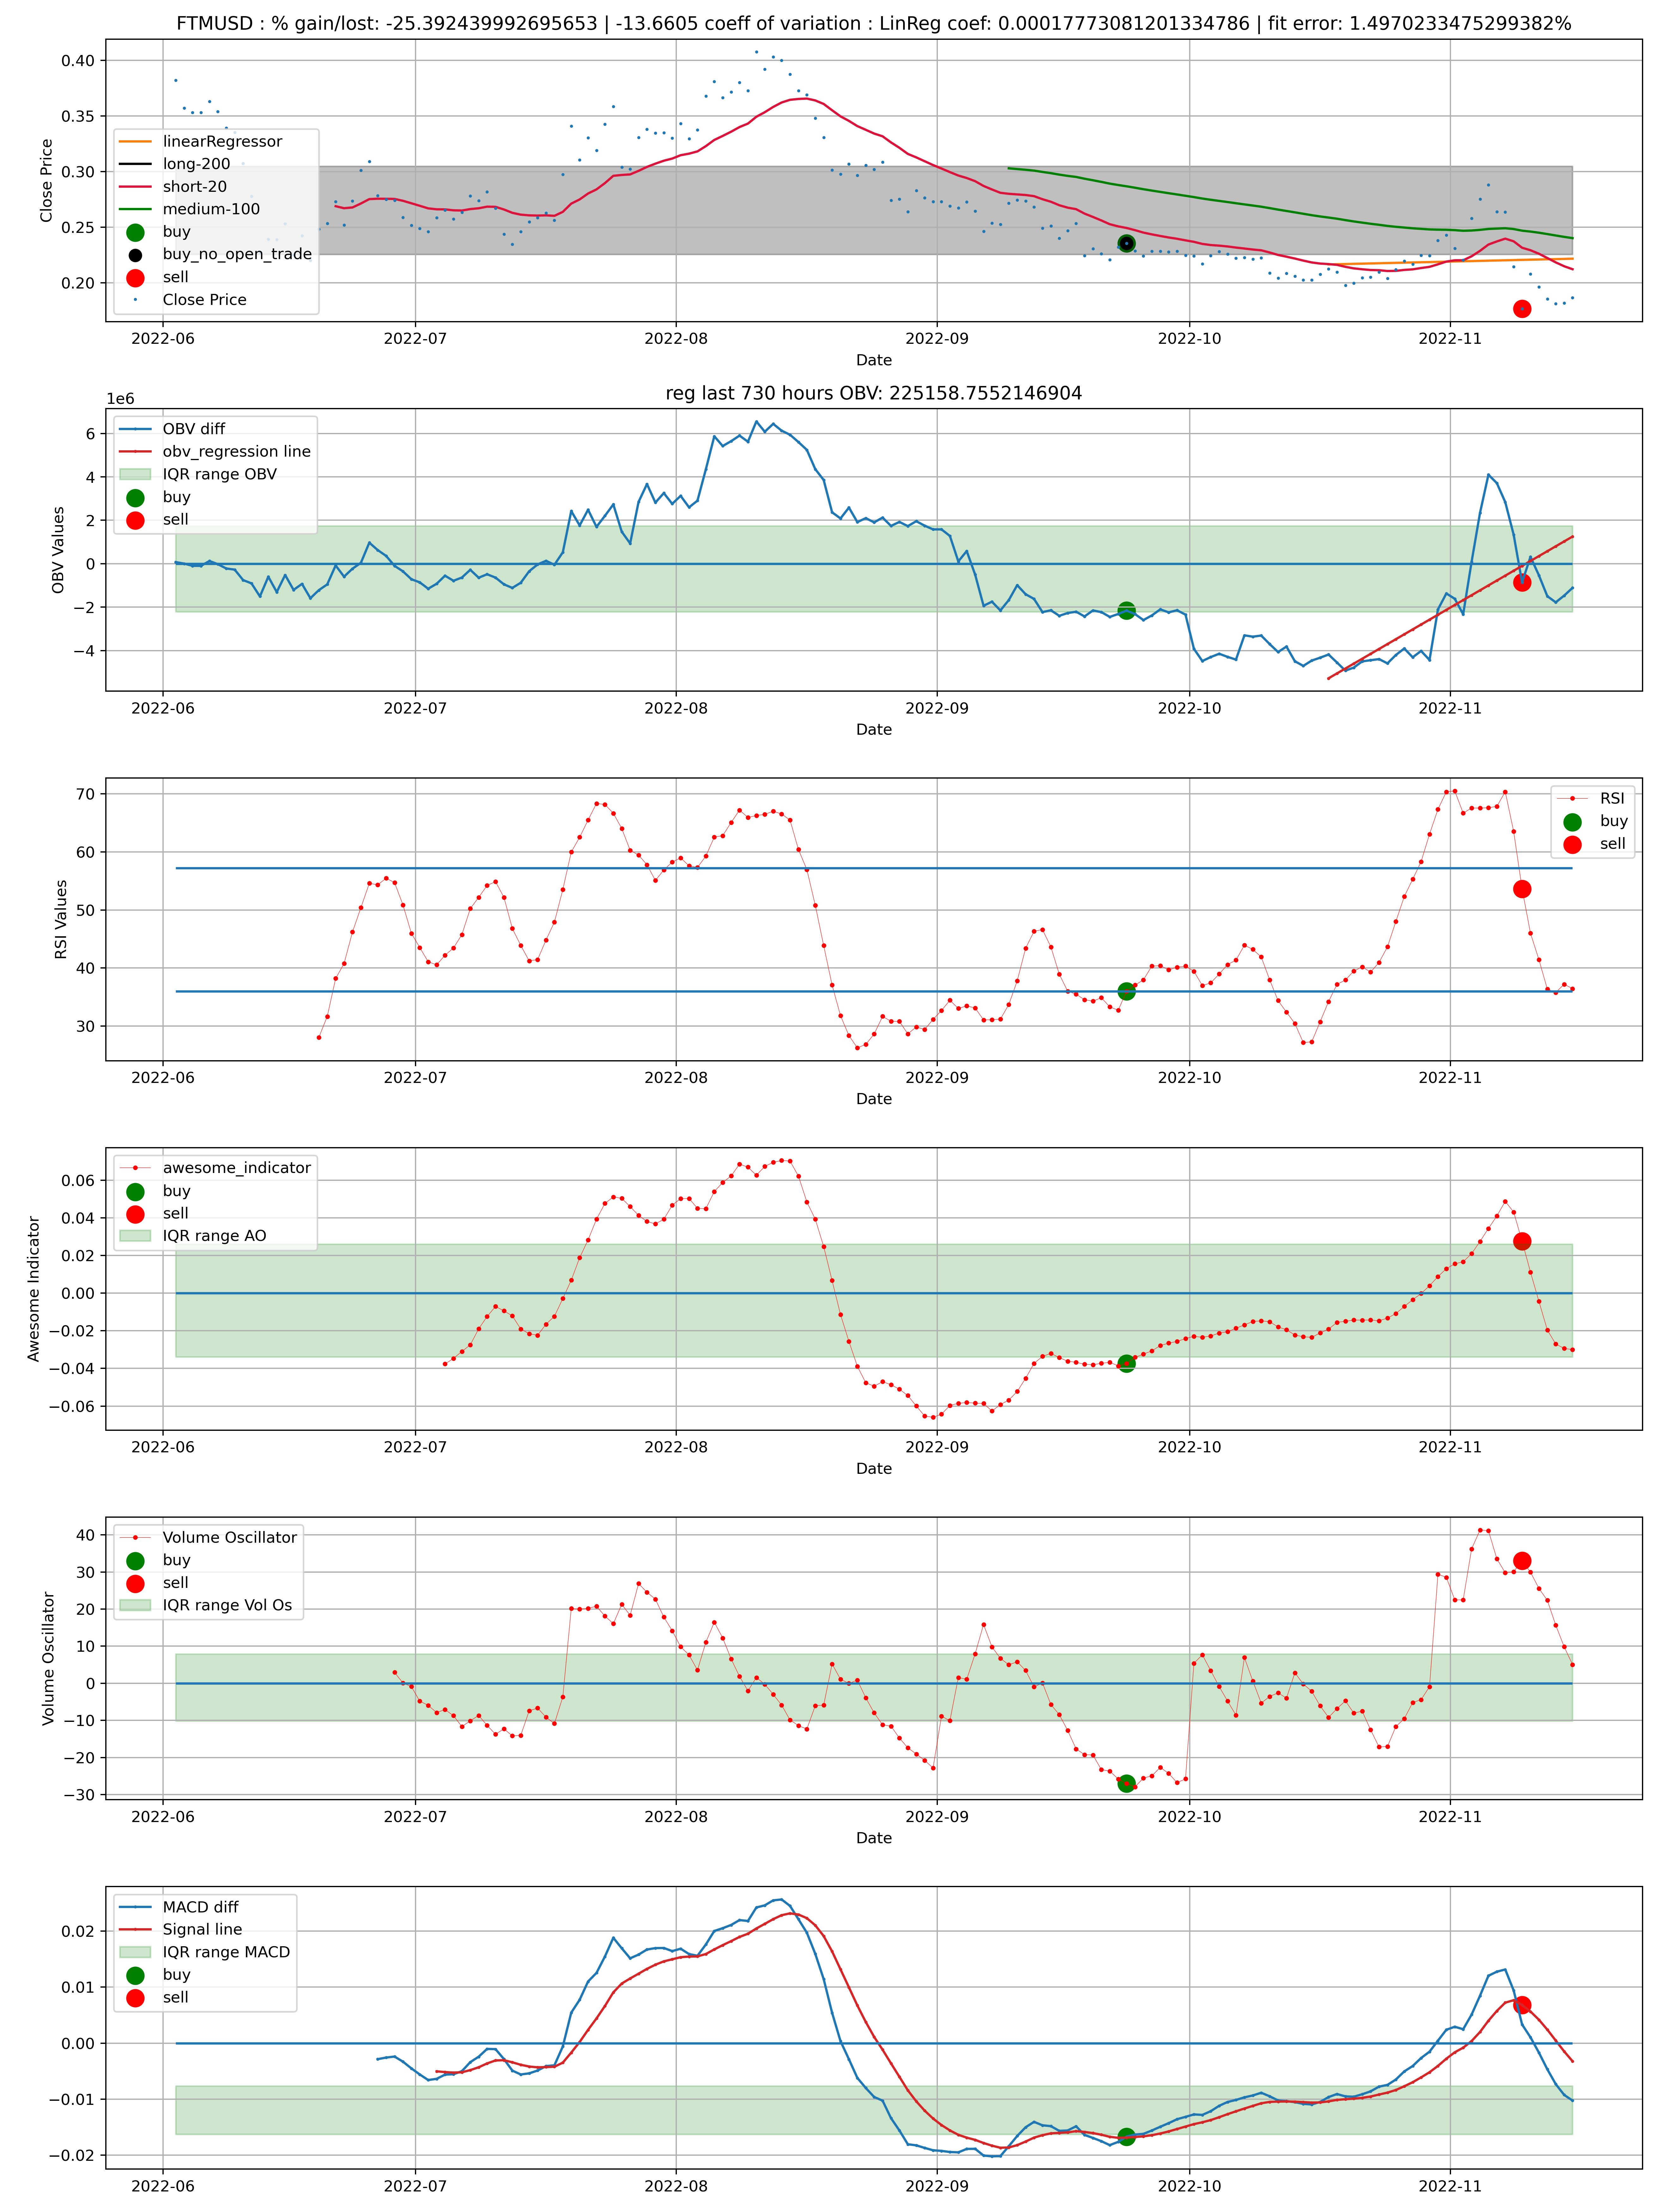 FTMUSD : % gain/lost: -25.392439992695653 | -13.6605 coeff of variation : LinReg coef: 0.00017773081201334786 | fit error: 1.4970233475299382%
Close Price
0.40
0.35
0.30
0.25
0.20
linearRegressor
long-200
short-20
medium-100
buy
buy_no_open_trade
sell
Close Price
2022-06 2022-07 2022-08 2022-09 2022-10 2022-11
Date
reg last 730 hours OBV: 225158.7552146904
1e6
OBV Values
6
4
2
0
−2
−4
OBV diff
obv_regression line
IQR range OBV
buy
sell
2022-06 2022-07 2022-08 2022-09 2022-10 2022-11
Date
RSI Values
70
60
50
40
30
RSI
buy
sell
2022-06 2022-07 2022-08 2022-09 2022-10 2022-11
Date
Awesome Indicator
0.06
0.04
0.02
0.00
−0.02
−0.04
−0.06
awesome_indicator
buy
sell
IQR range AO
2022-06 2022-07 2022-08 2022-09 2022-10 2022-11
Date
Volume Oscillator
40
30
20
10
0
−10
−20
−30
Volume Oscillator
buy
sell
IQR range Vol Os
2022-06 2022-07 2022-08 2022-09 2022-10 2022-11
Date
0.02
0.01
0.00
−0.01
−0.02
MACD diff
Signal line
IQR range MACD
buy
sell
2022-06 2022-07 2022-08 2022-09 2022-10 2022-11